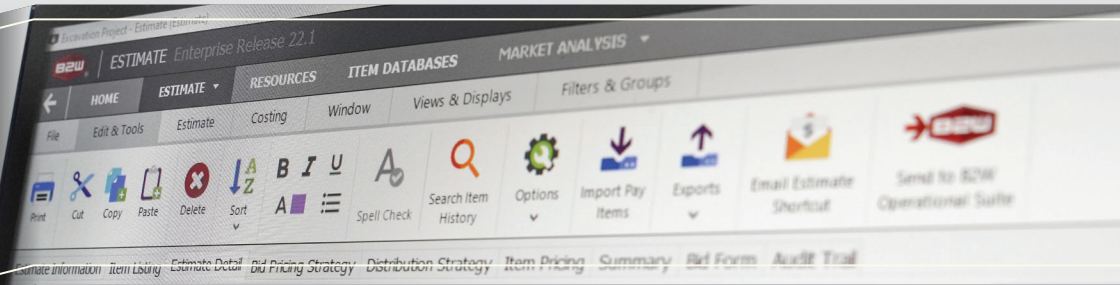 Excavation Project - Estimate (Estimate)
B2W ESTIMATE Enterprise Release 22.1
HOME ESTIMATE RESOURCES ITEM DATABASES MARKET ANALYSIS
File Edit & Tools Estimate Costing Window Views & Displays Filters & Groups
Print Cut Copy Paste Delete Sort
A
Z
B I U
A
Spell Check
Search Item
History
Options
Import Pay
Items
Exports
$
Email Estimate
Shortcut
B2W
Send to B2W
Operational Suite
Estimate Information Item Listing Estimate Detail Bid Pricing Strategy Distribution Strategy Item Pricing Summary Bid Form Audit Trail